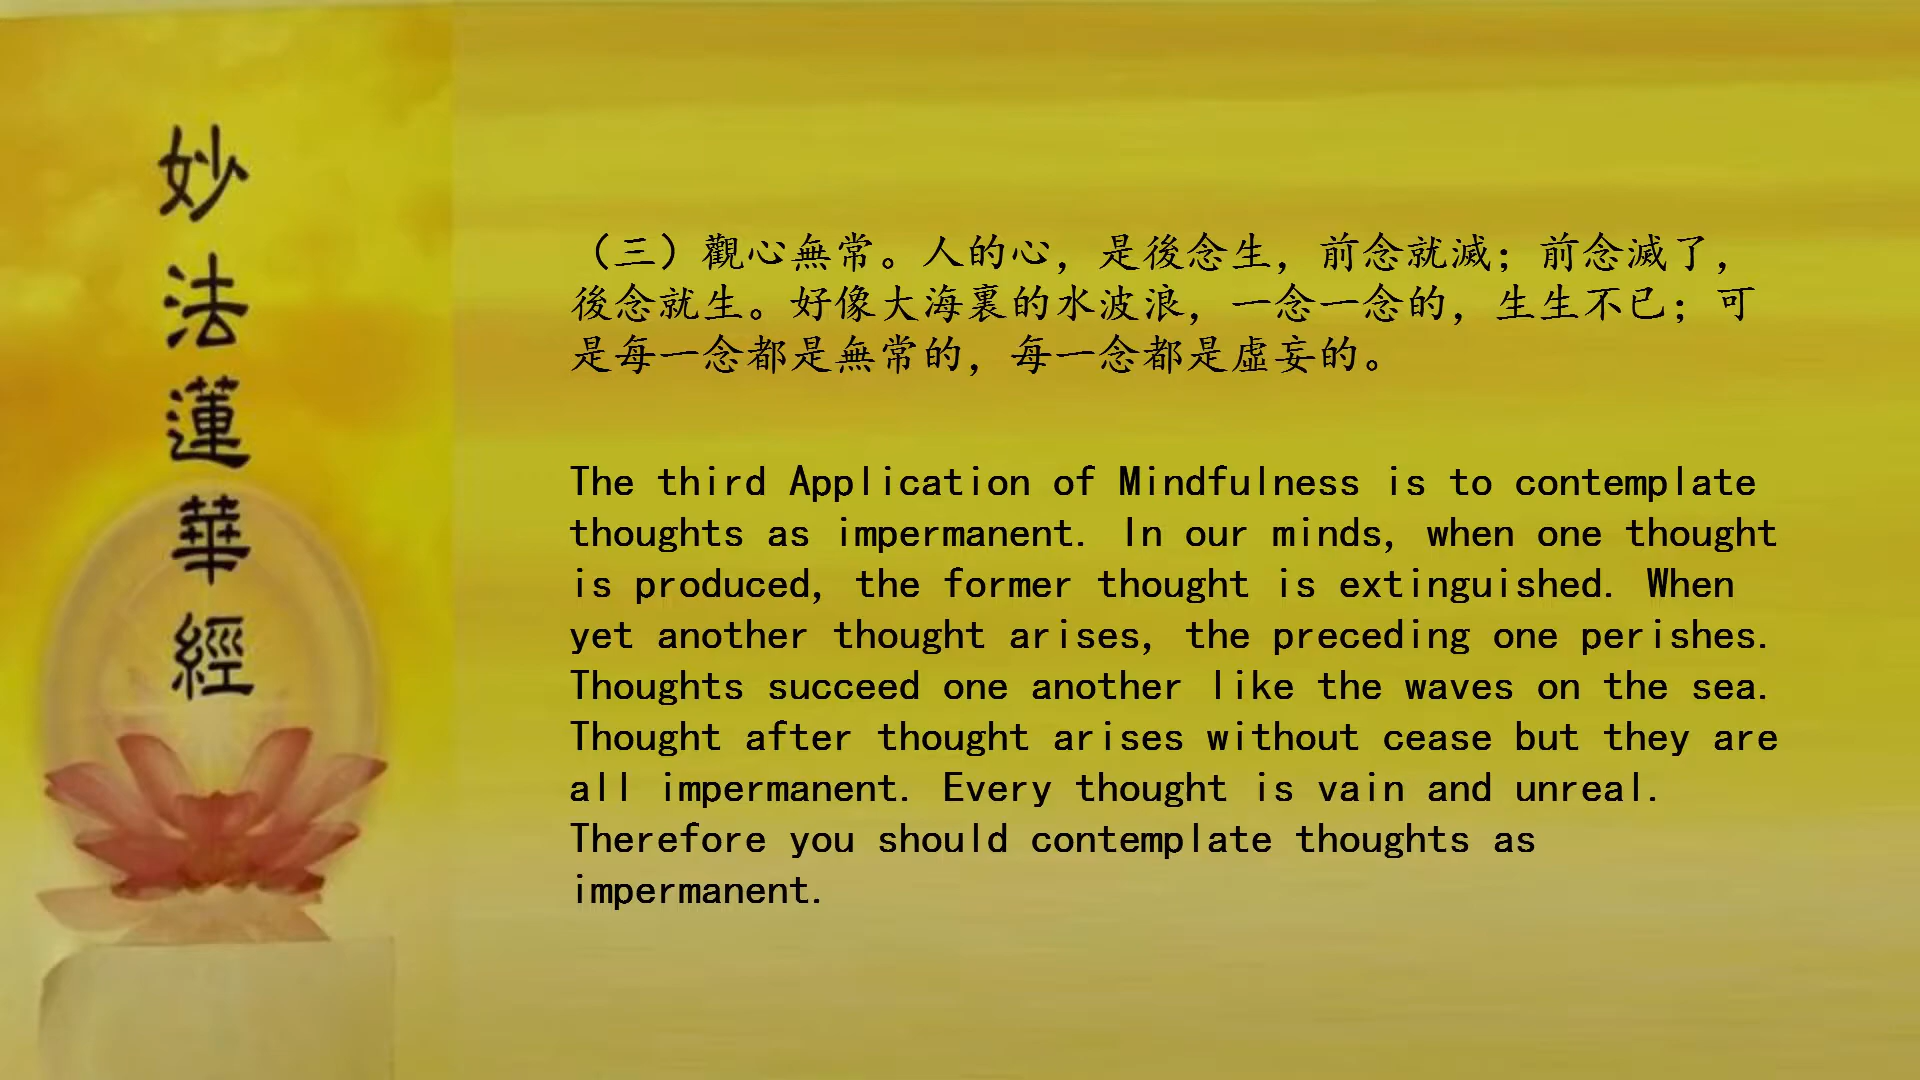 妙法蓮華經
（三）觀心無常。人的心，是後念生，前念就滅；前念滅了，
後念就生。好像大海裏的水波浪，一念一念的，生生不已；可
是每一念都是無常的，每一念都是虛妄的。
The third Application of Mindfulness is to contemplate
thoughts as impermanent. In our minds, when one thought
is produced, the former thought is extinguished. When
yet another thought arises, the preceding one perishes.
Thoughts succeed one another like the waves on the sea.
Thought after thought arises without cease but they are
all impermanent. Every thought is vain and unreal.
Therefore you should contemplate thoughts as
impermanent.